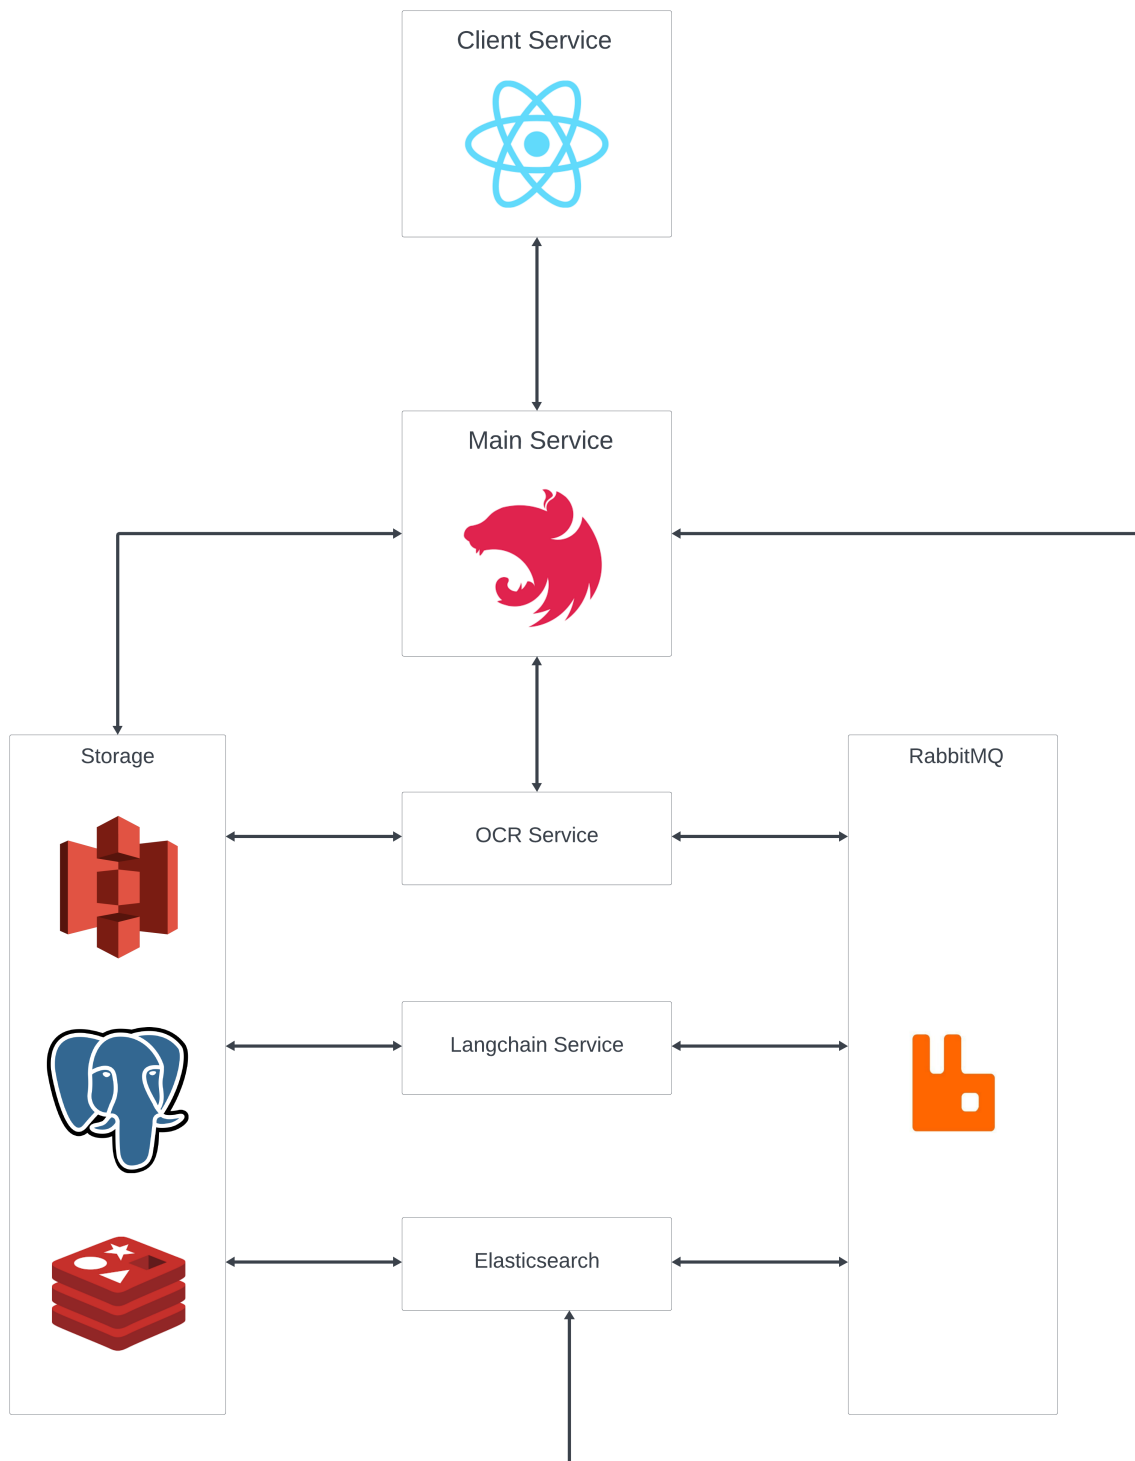 Client Service
Main Service
Storage
RabbitMQ
OCR Service
Langchain Service
Elasticsearch